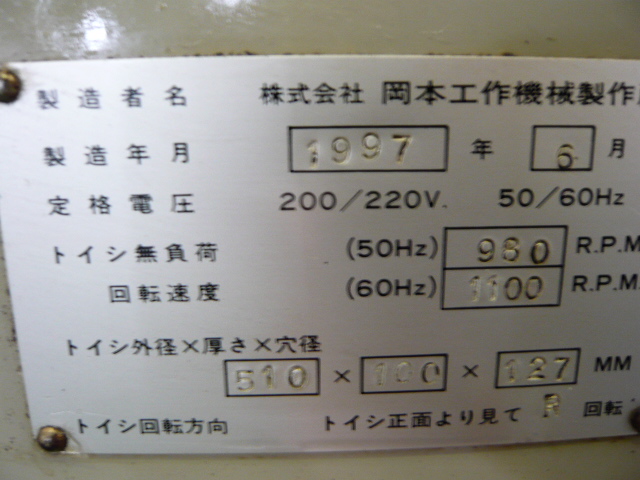 製造者名 株式会社 岡本工作機械製作所
製造年月 1997 年 6 月
定格電圧 200/220V. 50/60Hz
トイシ無負荷 (50Hz) 980 R.P.M
回転速度 (60Hz) 1100 R.P.M.
トイシ外径×厚さ×穴径
510 × 100 × 127 MM
トイシ回転方向 トイシ正面より見て R 回転